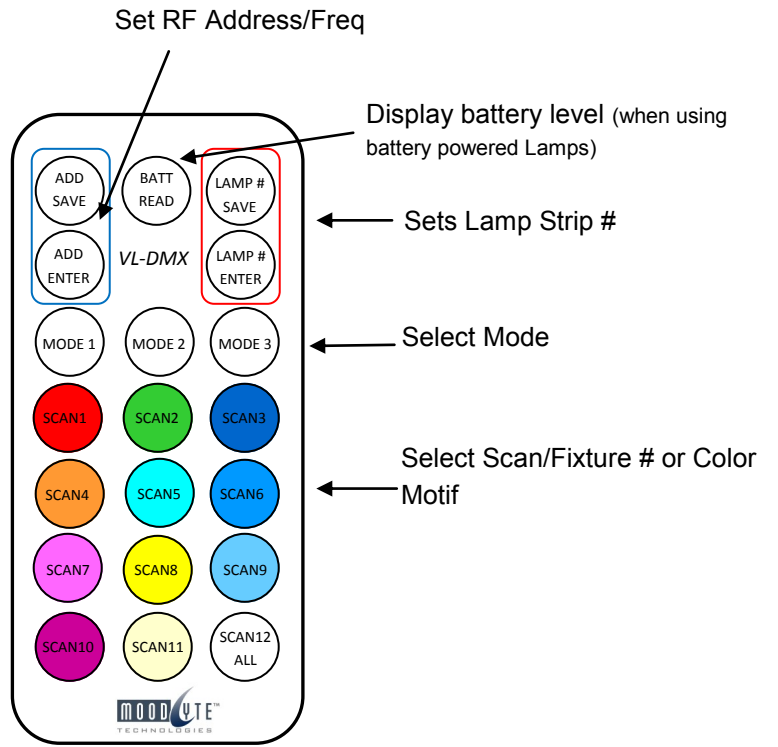 Set RF Address/Freq
Display battery level (when using
battery powered Lamps)
ADD
SAVE
BATT
READ
LAMP #
SAVE
Sets Lamp Strip #
ADD
ENTER
VL-DMX
LAMP #
ENTER
MODE 1
MODE 2
MODE 3
Select Mode
SCAN1
SCAN2
SCAN3
Select Scan/Fixture # or Color
Motif
SCAN4
SCAN5
SCAN6
SCAN7
SCAN8
SCAN9
SCAN10
SCAN11
SCAN12
ALL
MOODLYTE™
TECHNOLOGIES